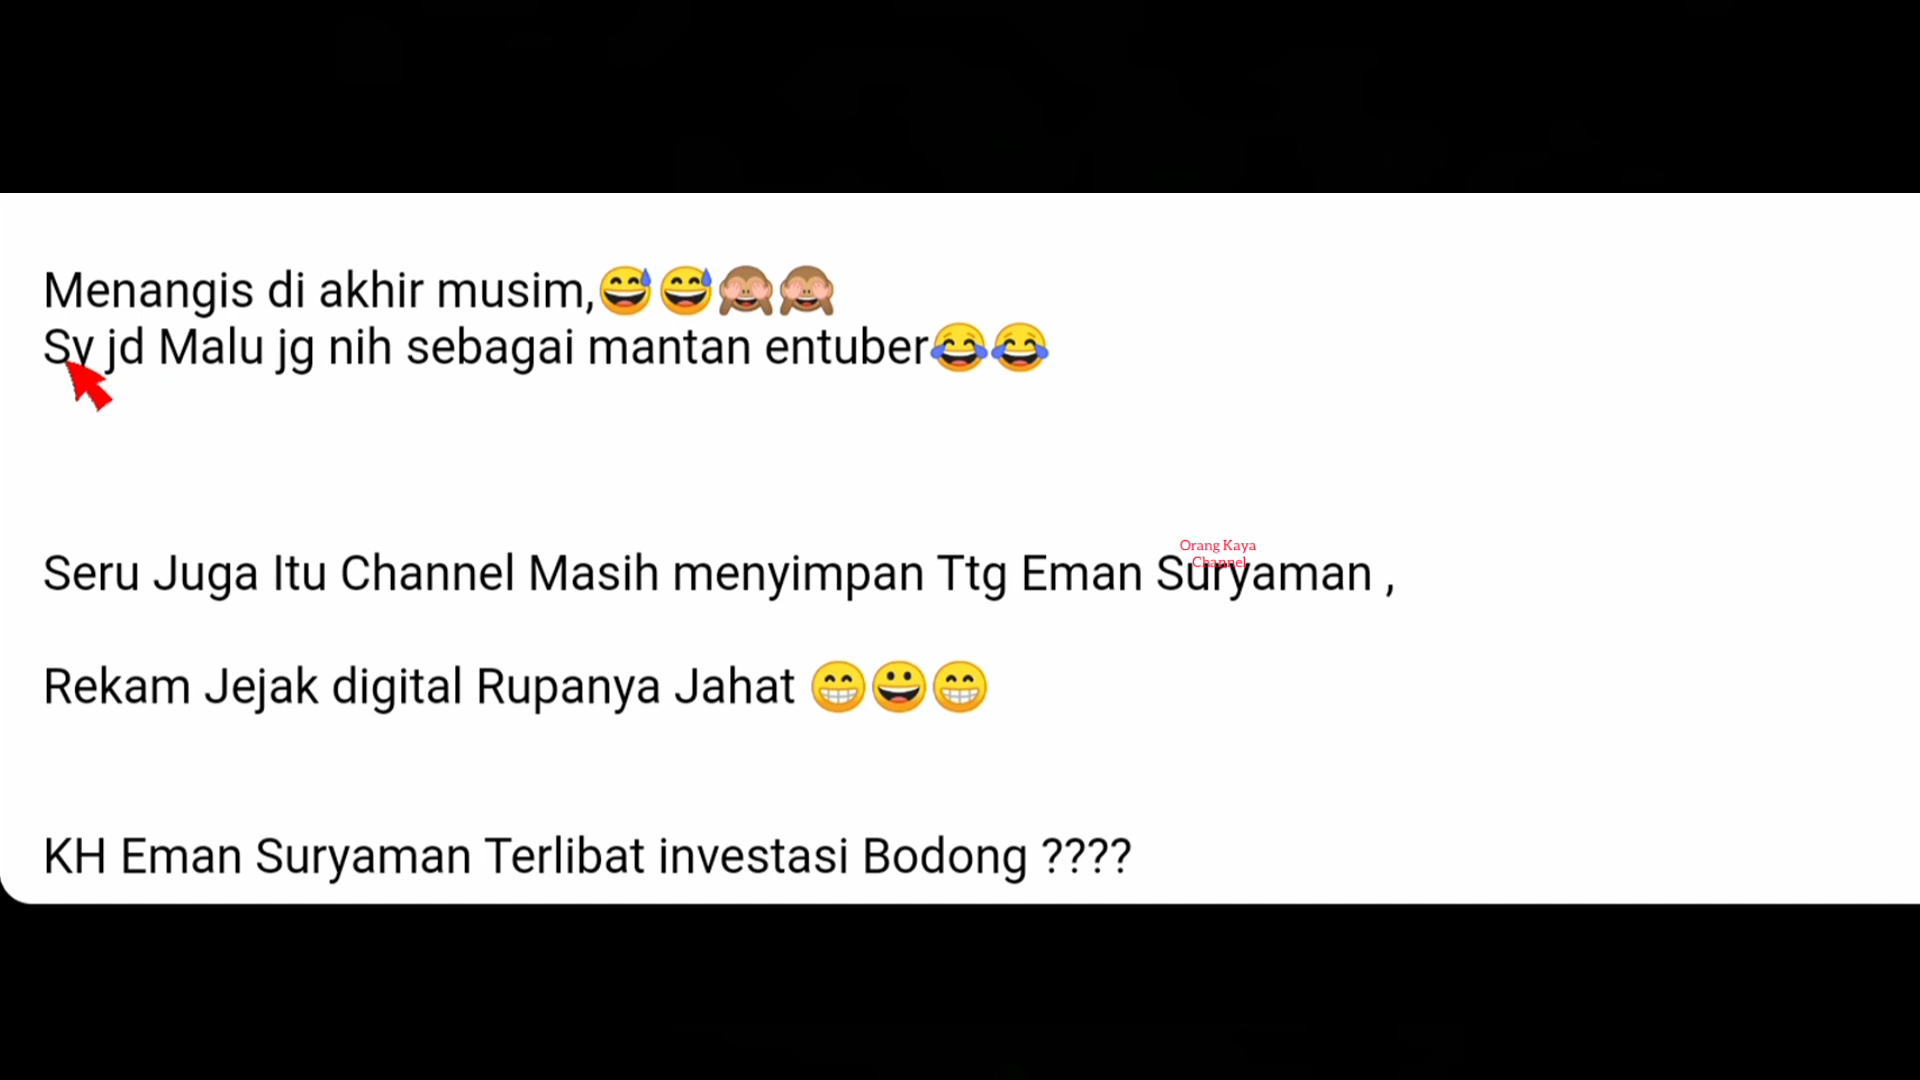 Menangis di akhir musim,😅😅🙈🙈
Sy jd Malu jg nih sebagai mantan entuber😂😂
Orang Kaya
Channel
Seru Juga Itu Channel Masih menyimpan Ttg Eman Suryaman ,
Rekam Jejak digital Rupanya Jahat 😁😀😁
KH Eman Suryaman Terlibat investasi Bodong ????